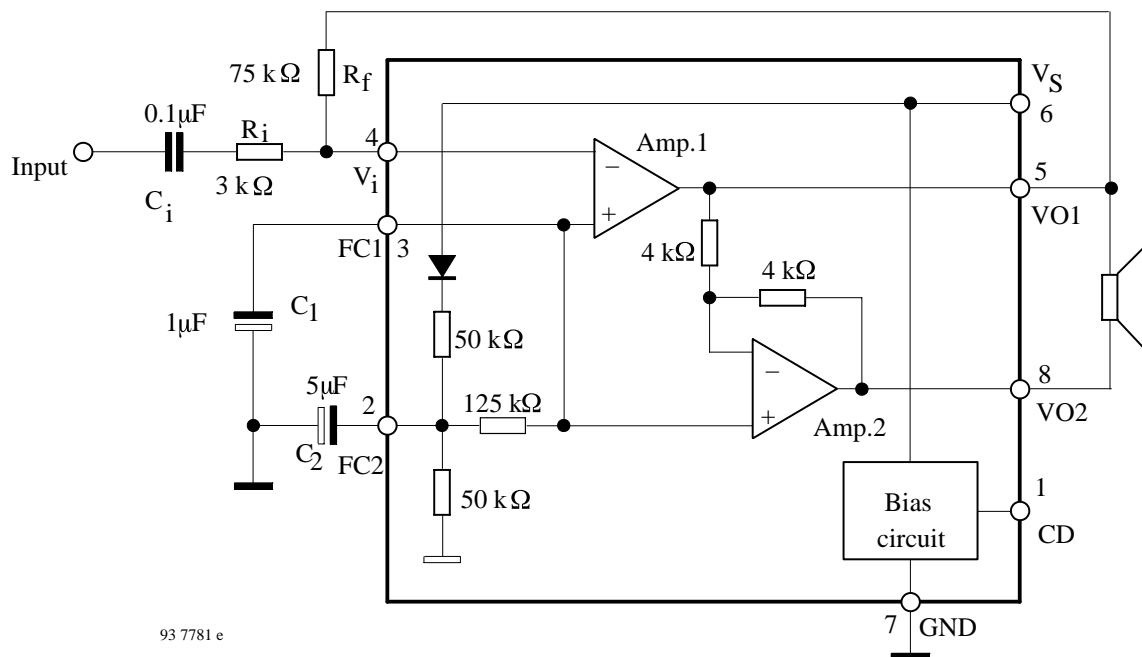 75 kΩ
Rf
VS
6
0.1μF
Ri
4
Amp.1
Input
Vi
−
5
3 kΩ
Ci
+
VO1
FC1
3
4 kΩ
4 kΩ
C1
1μF
50 kΩ
−
5μF
2
125 kΩ
8
+
VO2
Amp.2
C2
FC2
50 kΩ
Bias
circuit
1
CD
7
GND
93 7781 e